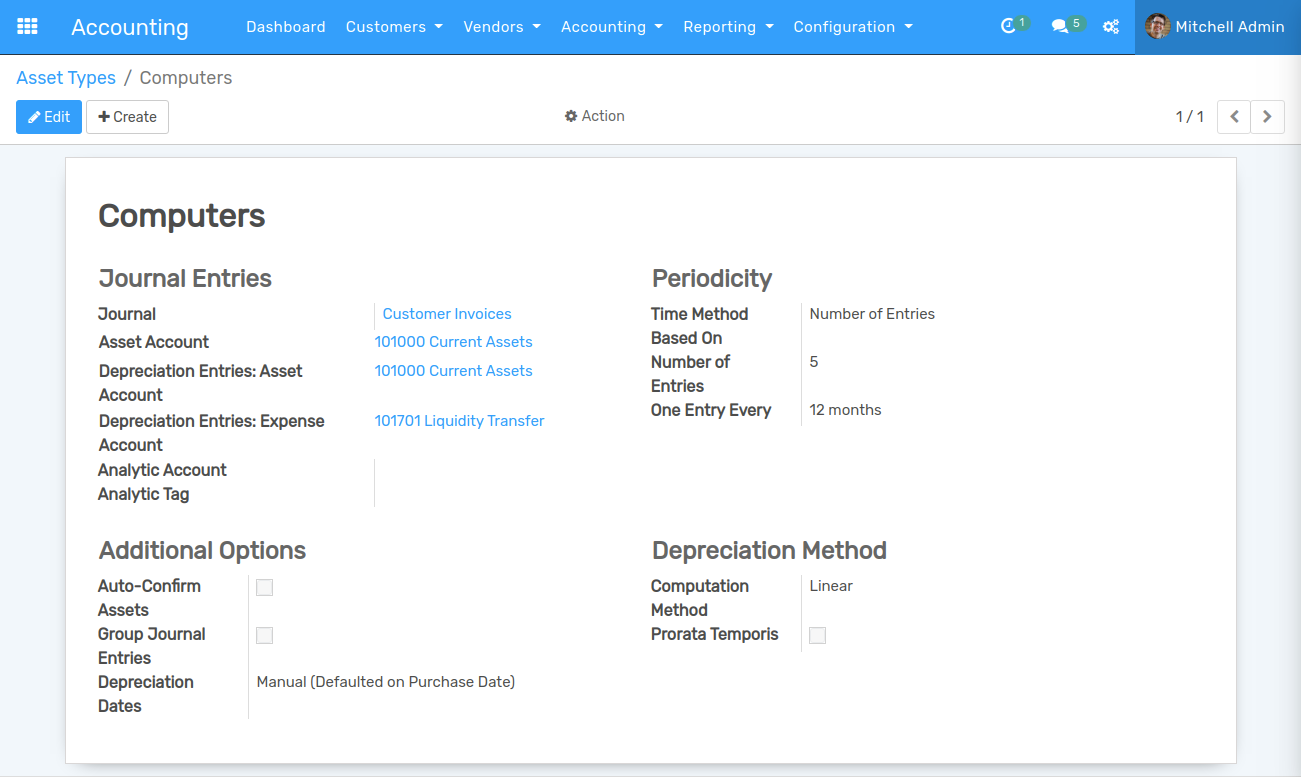 Accounting Dashboard Customers Vendors Accounting Reporting Configuration 1 5 Mitchell Admin
Asset Types / Computers
Edit Create Action 1 / 1
Computers
Journal Entries
Journal Customer Invoices
Asset Account 101000 Current Assets
Depreciation Entries: Asset 101000 Current Assets
Account
Depreciation Entries: Expense 101701 Liquidity Transfer
Account
Analytic Account
Analytic Tag
Periodicity
Time Method Number of Entries
Based On
Number of 5
Entries
One Entry Every 12 months
Additional Options
Auto-Confirm
Assets
Group Journal
Entries
Depreciation Manual (Defaulted on Purchase Date)
Dates
Depreciation Method
Computation Linear
Method
Prorata Temporis